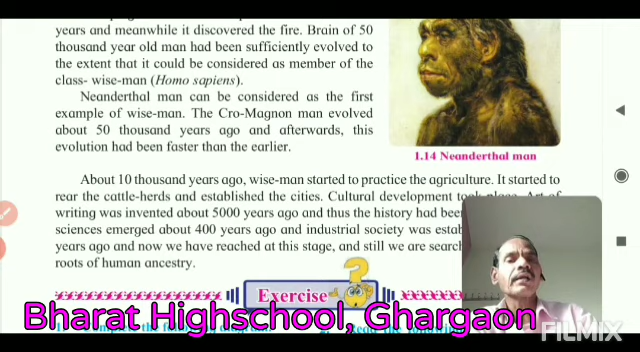 years and meanwhile it discovered the fire. Brain of 50
thousand year old man had been sufficiently evolved to
the extent that it could be considered as member of the
class- wise-man (Homo sapiens).
Neanderthal man can be considered as the first
example of wise-man. The Cro-Magnon man evolved
about 50 thousand years ago and afterwards, this
evolution had been faster than the earlier.
1.14 Neanderthal man
About 10 thousand years ago, wise-man started to practice the agriculture. It started to
rear the cattle-herds and established the cities. Cultural development took place. Art of
writing was invented about 5000 years ago and thus the history had been
sciences emerged about 400 years ago and industrial society was
years ago and now we have reached at this stage, and still we are
roots of human ancestry.
Exercise
Bharat Highschool, Ghargaon
FILMIX